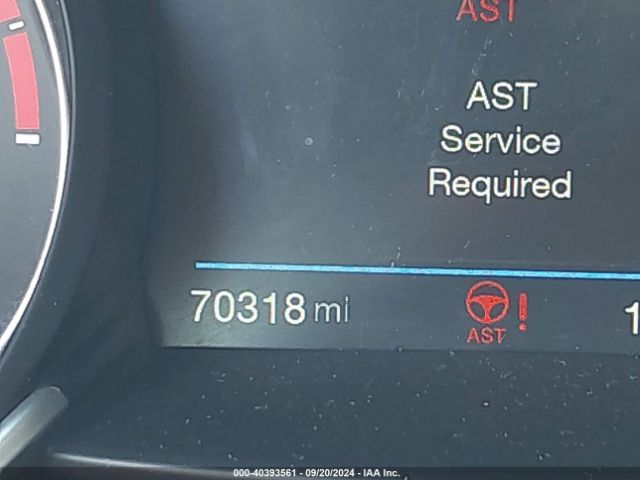 AST
AST
Service
Required
70318 mi
AST
1
000-40393561 - 09/20/2024 - IAA Inc.